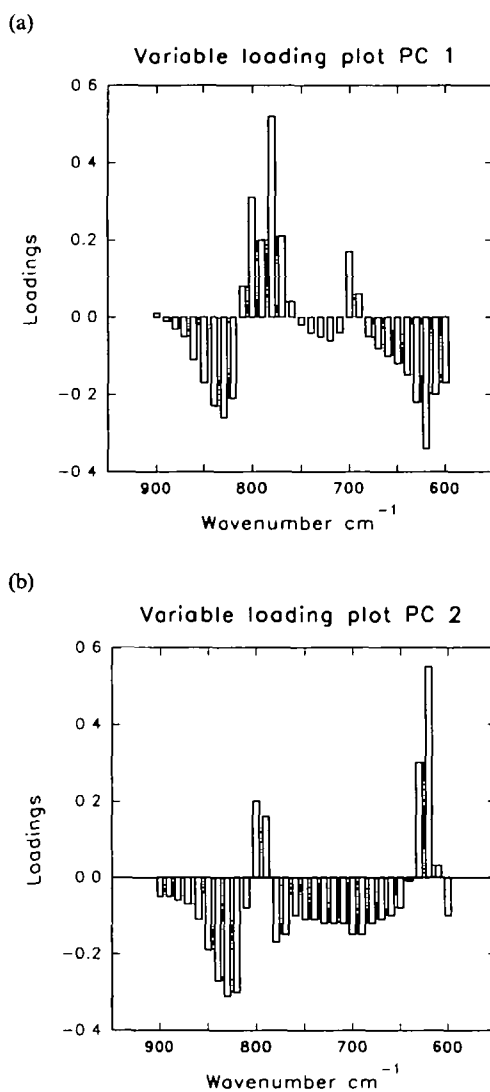 (a)
Variable loading plot PC 1
0 6
0 4
0 2
0 0
-0 2
-0 4
Loadings
900 800 700 600
Wavenumber cm⁻¹
(b)
Variable loading plot PC 2
0 6
0 4
0 2
0 0
-0 2
-0 4
Loadings
900 800 700 600
Wavenumber cm⁻¹